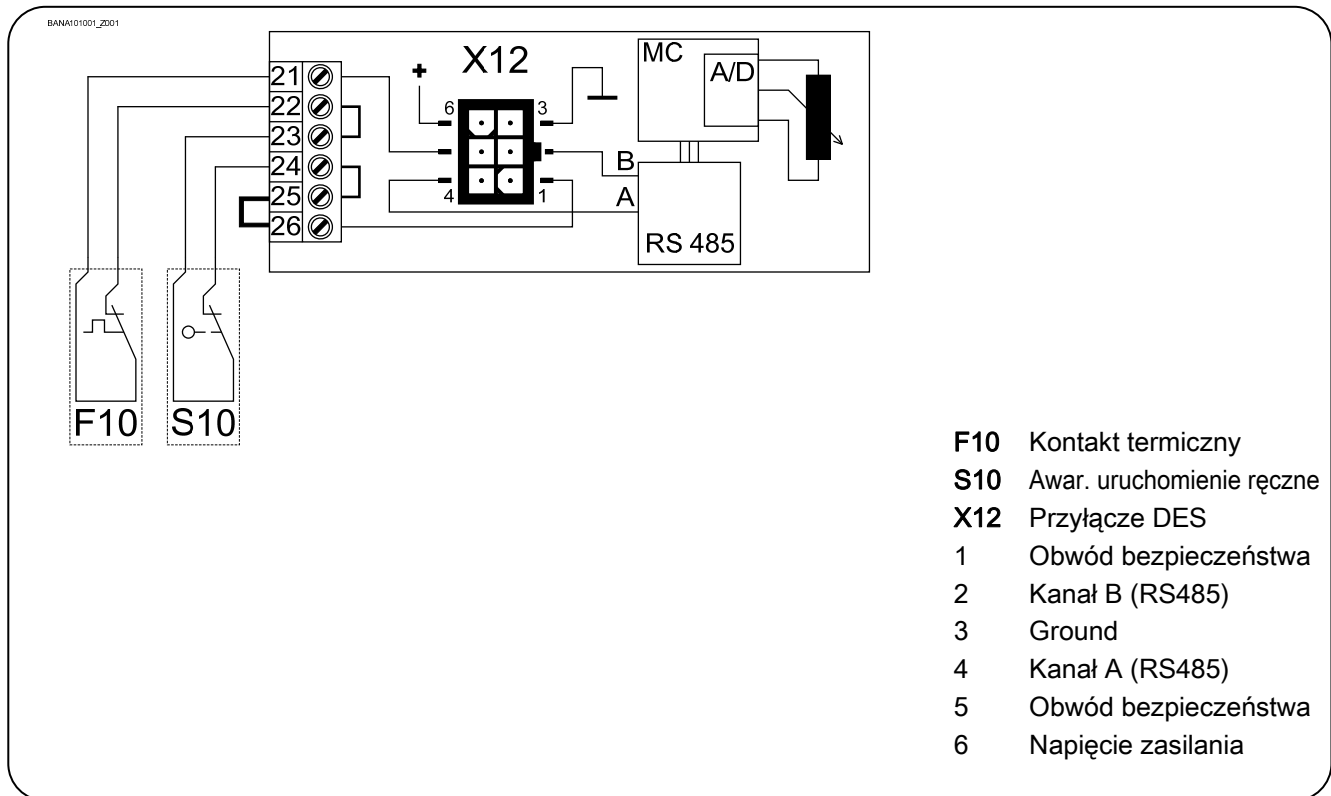 BANA101001_Z001
X12
MC
A/D
+
21
22
23
24
25
26
6
3
4
1
B
A
RS 485
F10
S10
F10 Kontakt termiczny
S10 Awar. uruchomienie ręczne
X12 Przyłącze DES
1 Obwód bezpieczeństwa
2 Kanał B (RS485)
3 Ground
4 Kanał A (RS485)
5 Obwód bezpieczeństwa
6 Napięcie zasilania